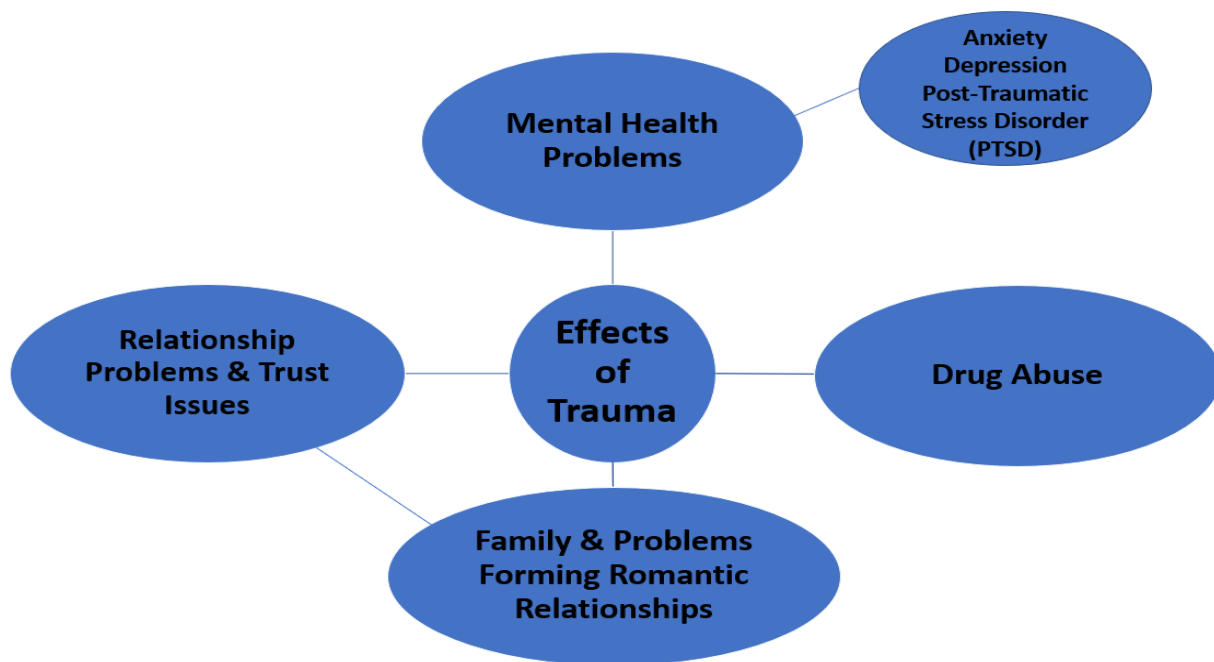 Anxiety
Depression
Post-Traumatic
Stress Disorder
(PTSD)
Mental Health
Problems
Relationship
Problems & Trust
Issues
Effects
of
Trauma
Drug Abuse
Family & Problems
Forming Romantic
Relationships